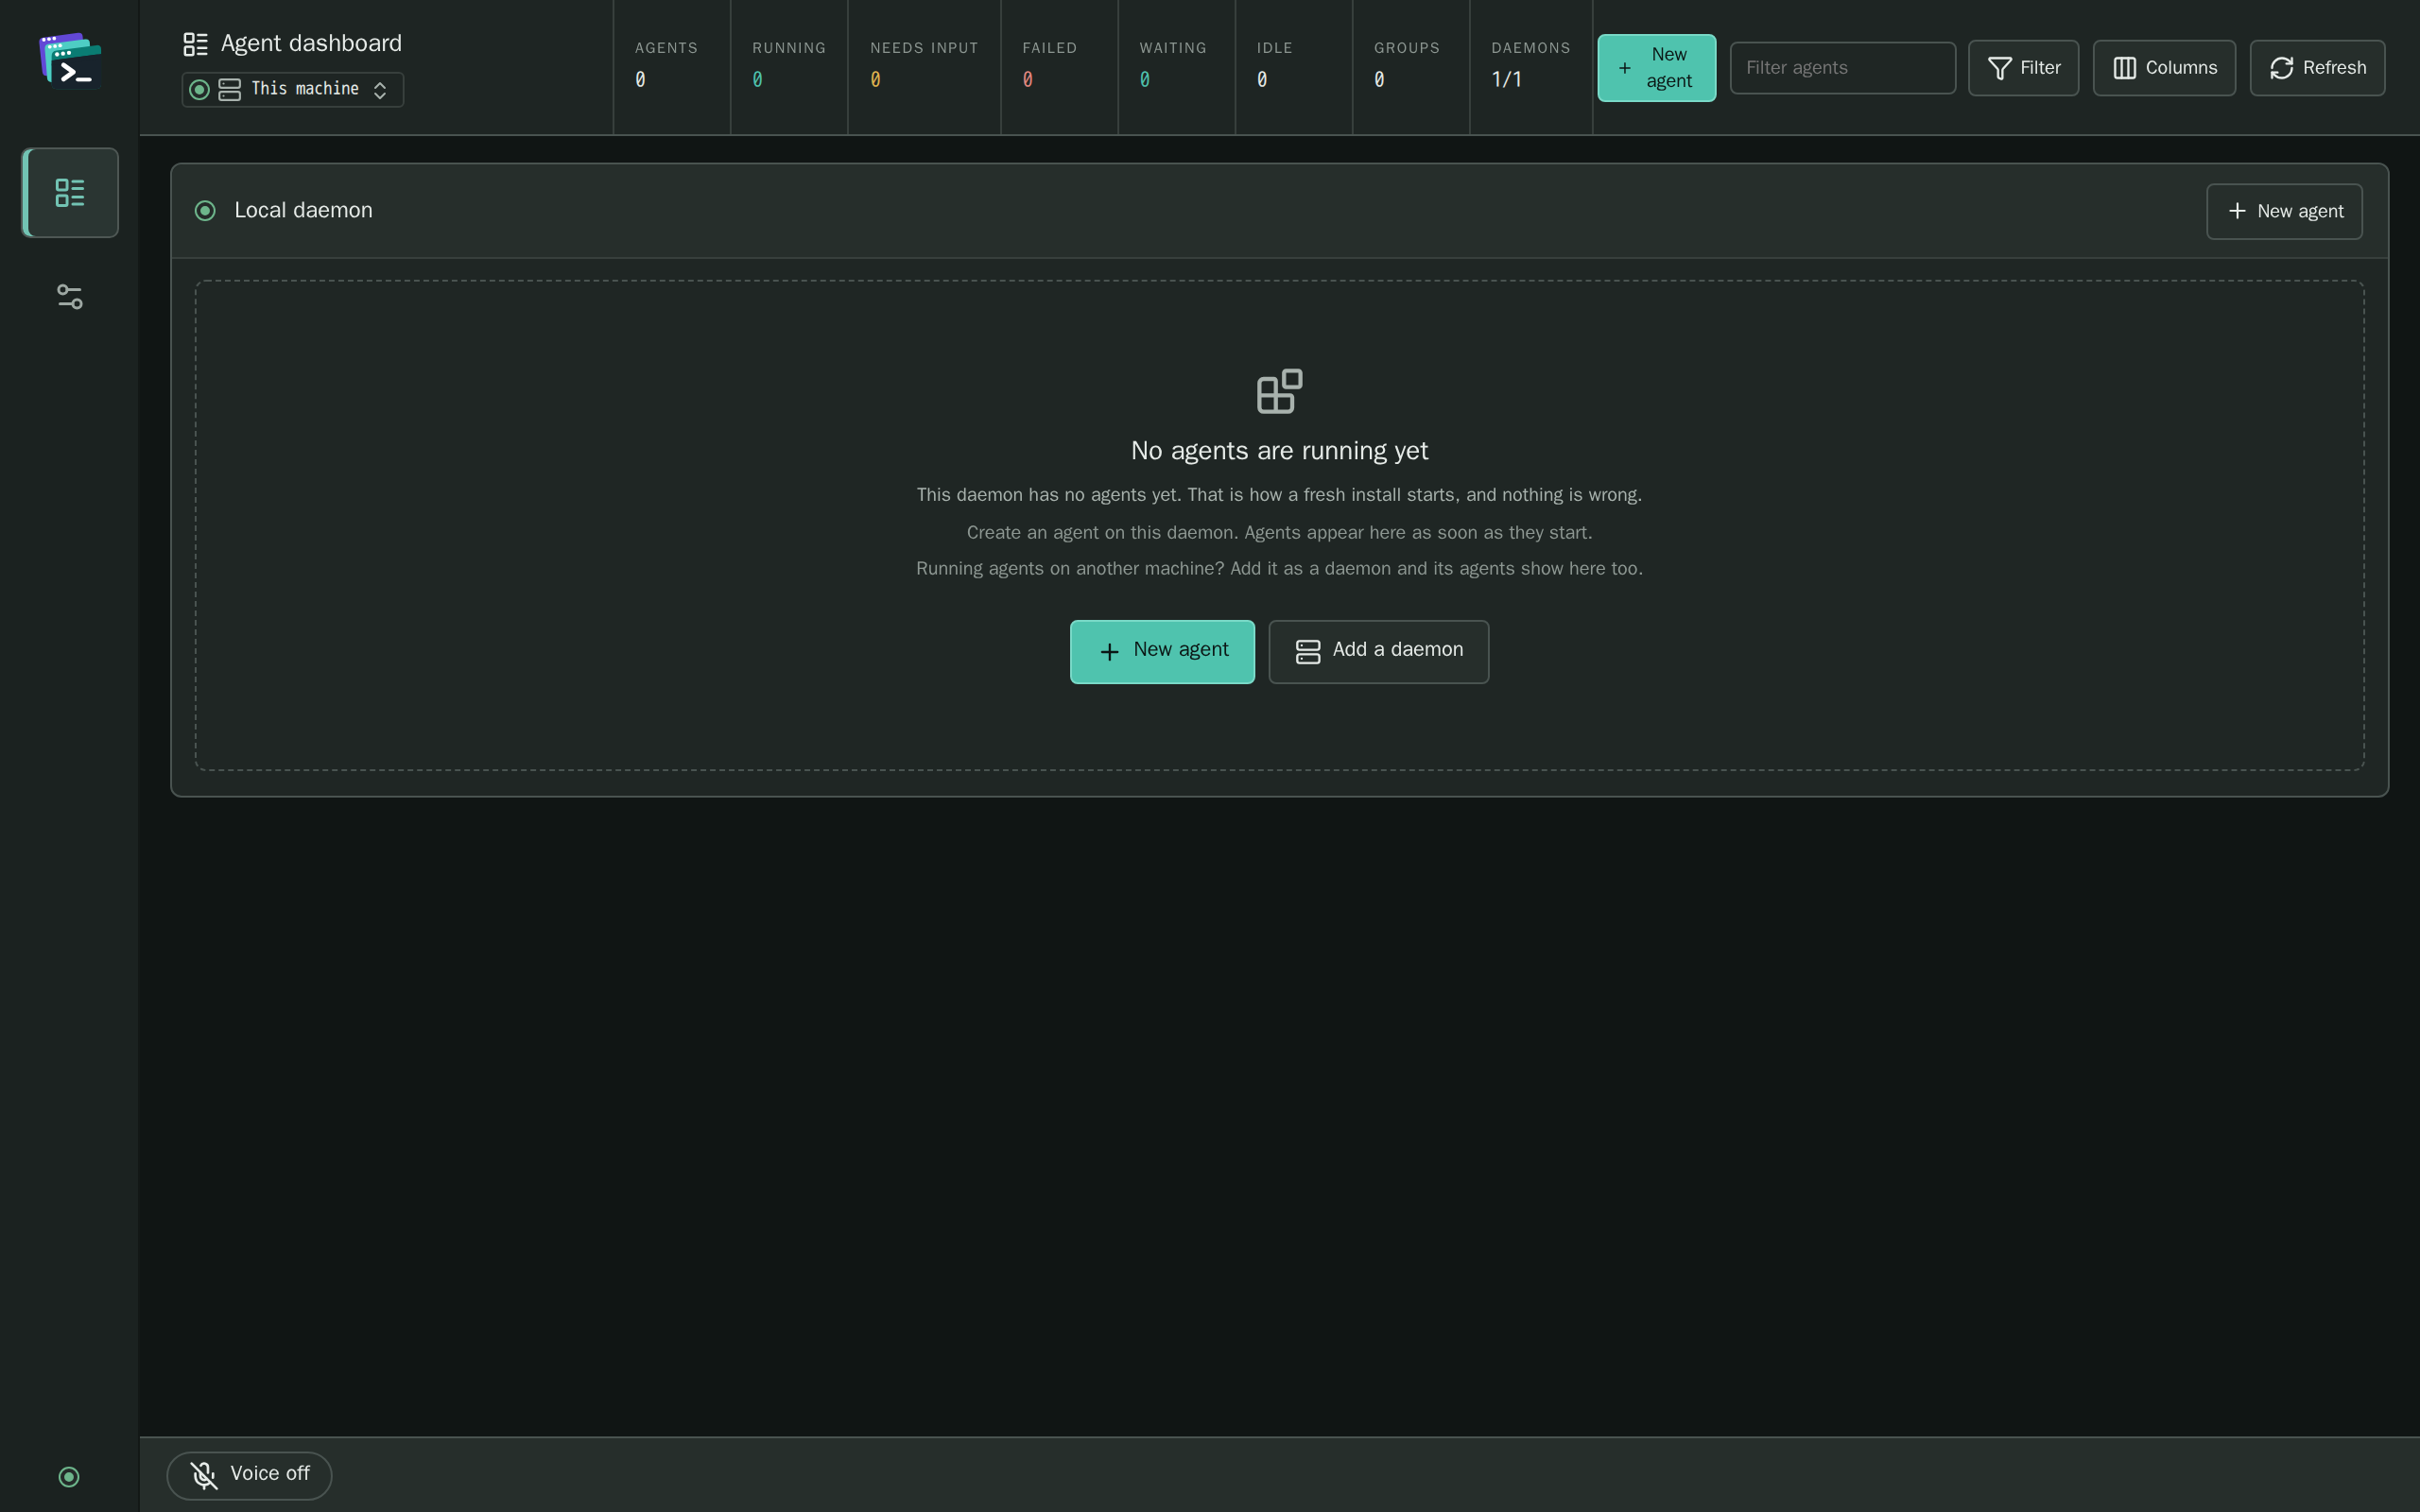 Agent dashboard
This machine
AGENTS
0
RUNNING
0
NEEDS INPUT
0
FAILED
0
WAITING
0
IDLE
0
GROUPS
0
DAEMONS
1/1
New
agent
Filter agents
Filter
Columns
Refresh
Local daemon
New agent
No agents are running yet
This daemon has no agents yet. That is how a fresh install starts, and nothing is wrong.
Create an agent on this daemon. Agents appear here as soon as they start.
Running agents on another machine? Add it as a daemon and its agents show here too.
New agent
Add a daemon
Voice off